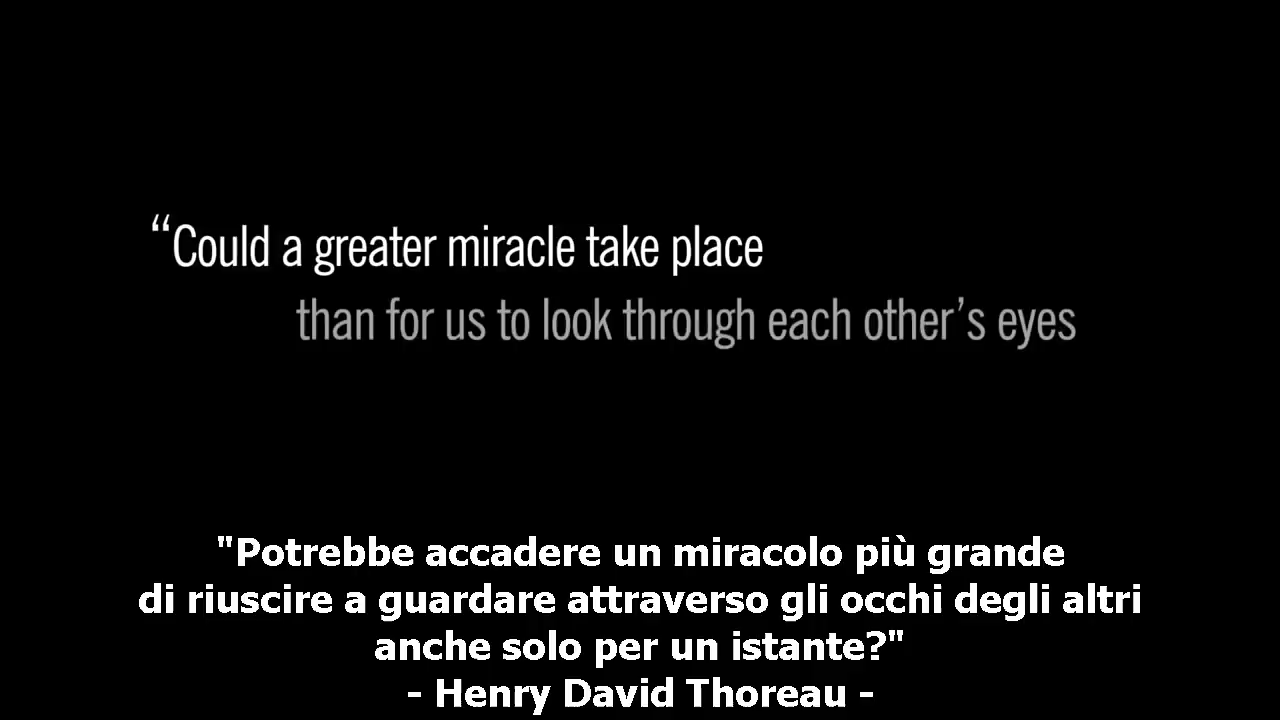 “Could a greater miracle take place
than for us to look through each other’s eyes
"Potrebbe accadere un miracolo più grande
di riuscire a guardare attraverso gli occhi degli altri
anche solo per un istante?"
- Henry David Thoreau -